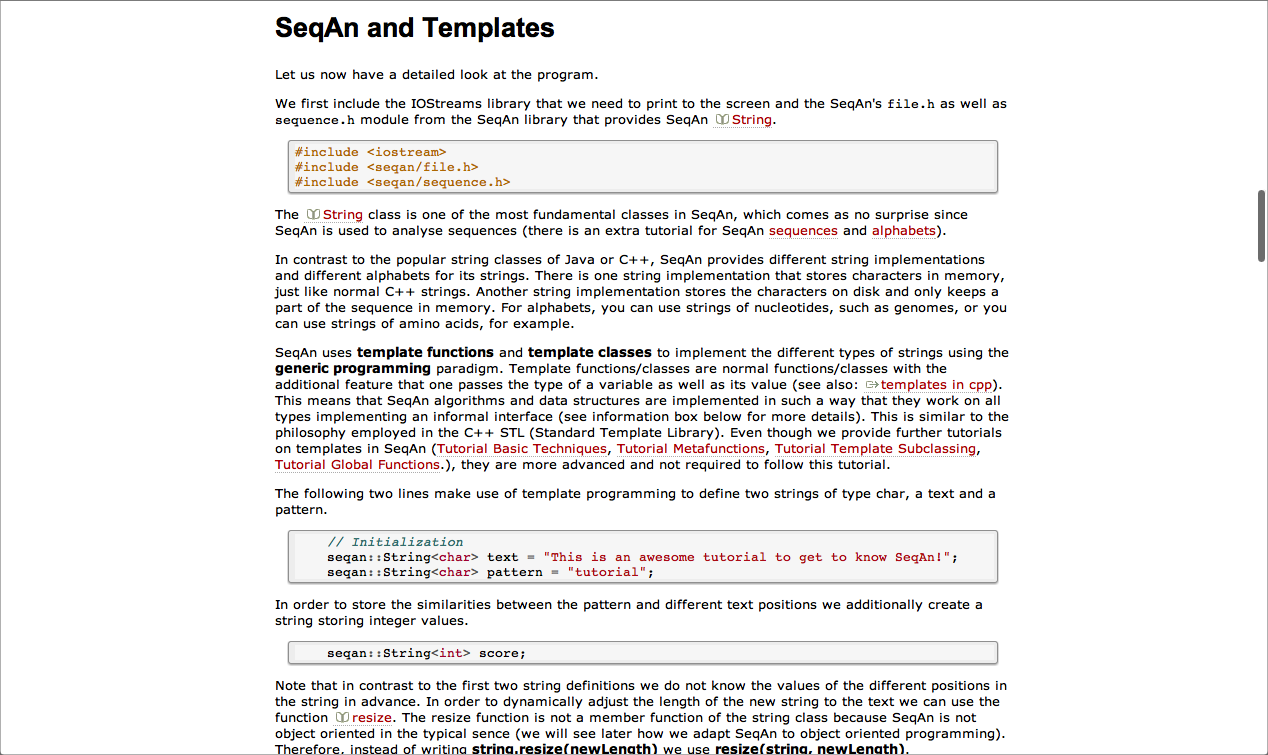 SeqAn and Templates
Let us now have a detailed look at the program.
We first include the IOStreams library that we need to print to the screen and the SeqAn's file.h as well as
sequence.h module from the SeqAn library that provides SeqAn String.
#include <iostream>
#include <seqan/file.h>
#include <seqan/sequence.h>
The String class is one of the most fundamental classes in SeqAn, which comes as no surprise since
SeqAn is used to analyse sequences (there is an extra tutorial for SeqAn sequences and alphabets).
In contrast to the popular string classes of Java or C++, SeqAn provides different string implementations
and different alphabets for its strings. There is one string implementation that stores characters in memory,
just like normal C++ strings. Another string implementation stores the characters on disk and only keeps a
part of the sequence in memory. For alphabets, you can use strings of nucleotides, such as genomes, or you
can use strings of amino acids, for example.
SeqAn uses template functions and template classes to implement the different types of strings using the
generic programming paradigm. Template functions/classes are normal functions/classes with the
additional feature that one passes the type of a variable as well as its value (see also: templates in cpp).
This means that SeqAn algorithms and data structures are implemented in such a way that they work on all
types implementing an informal interface (see information box below for more details). This is similar to the
philosophy employed in the C++ STL (Standard Template Library). Even though we provide further tutorials
on templates in SeqAn (Tutorial Basic Techniques, Tutorial Metafunctions, Tutorial Template Subclassing,
Tutorial Global Functions.), they are more advanced and not required to follow this tutorial.
The following two lines make use of template programming to define two strings of type char, a text and a
pattern.
// Initialization
seqan::String<char> text = "This is an awesome tutorial to get to know SeqAn!";
seqan::String<char> pattern = "tutorial";
In order to store the similarities between the pattern and different text positions we additionally create a
string storing integer values.
seqan::String<int> score;
Note that in contrast to the first two string definitions we do not know the values of the different positions in
the string in advance. In order to dynamically adjust the length of the new string to the text we can use the
function resize. The resize function is not a member function of the string class because SeqAn is not
object oriented in the typical sence (we will see later how we adapt SeqAn to object oriented programming).
Therefore, instead of writing string.resize(newLength) we use resize(string, newLength).